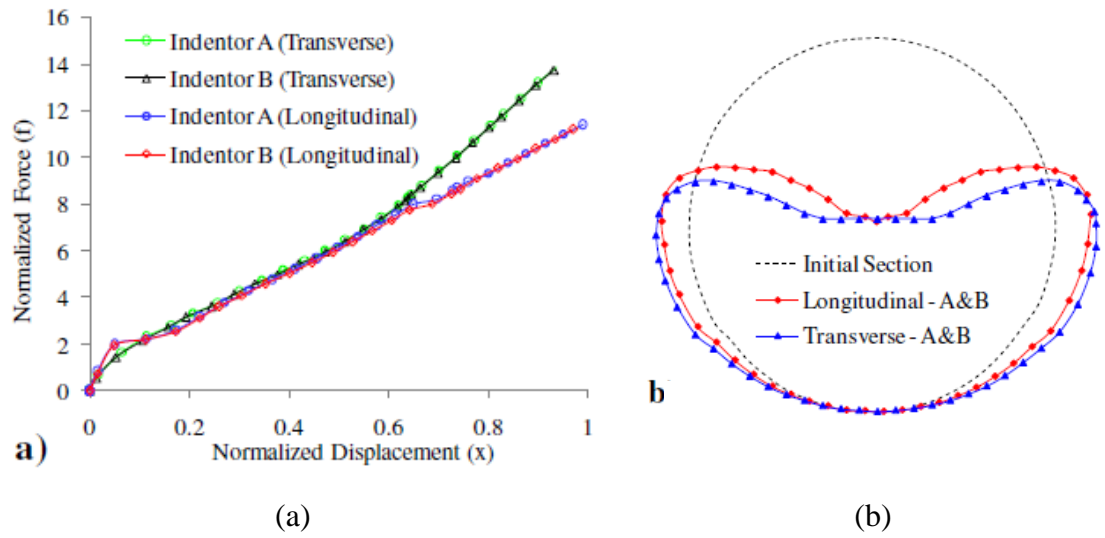 16
14
12
10
8
6
4
2
0
Normalized Force (f)
Indentor A (Transverse)
Indentor B (Transverse)
Indentor A (Longitudinal)
Indentor B (Longitudinal)
0
0.2
0.4
0.6
0.8
1
Normalized Displacement (x)
a)
Initial Section
Longitudinal - A&B
Transverse - A&B
b
(a)
(b)